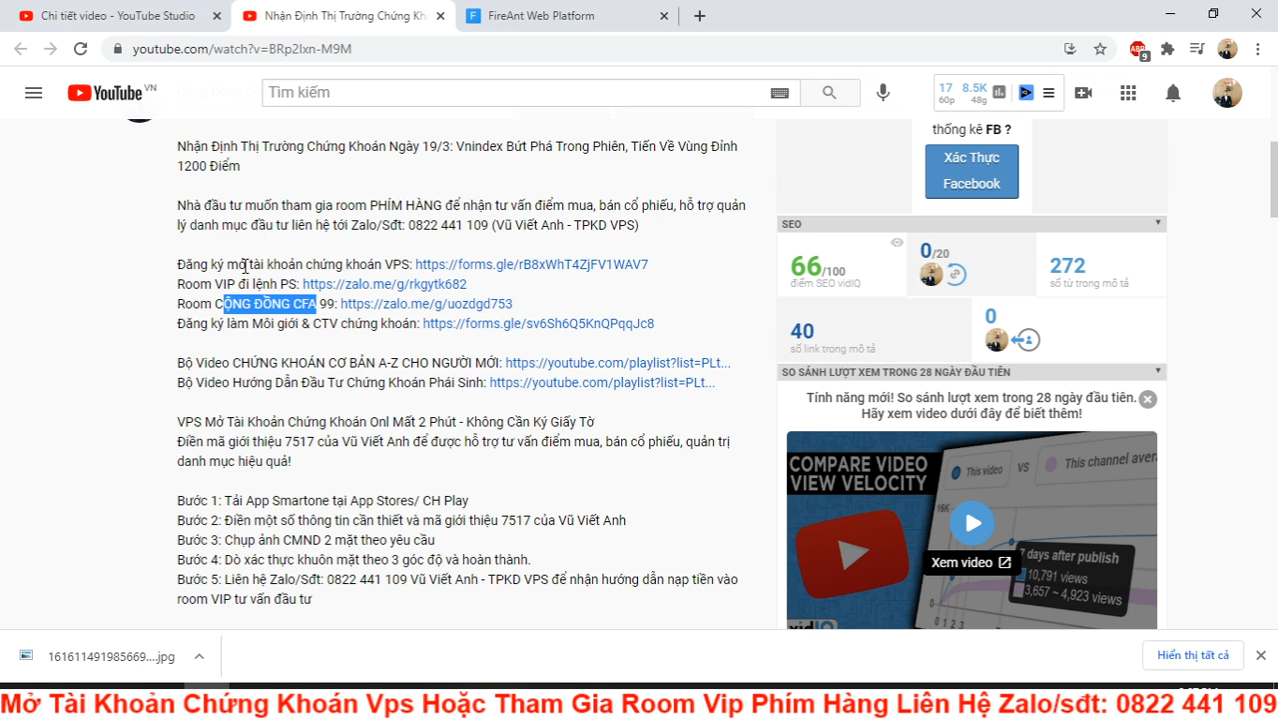 Chi tiết video - YouTube Studio
Nhận Định Thị Trường Chứng Kh
FireAnt Web Platform
youtube.com/watch?v=BRp2lxn-M9M
ABP
9
YouTube VN
Tìm kiếm
17
60p
8.5K
48g
Nhận Định Thị Trường Chứng Khoán Ngày 19/3: Vnindex Bứt Phá Trong Phiên, Tiến Về Vùng Đỉnh
1200 Điểm
Nhà đầu tư muốn tham gia room PHÍM HÀNG để nhận tư vấn điểm mua, bán cổ phiếu, hỗ trợ quản
lý danh mục đầu tư liên hệ tới Zalo/Sđt: 0822 441 109 (Vũ Viết Anh - TPKD VPS)
Đăng ký mở tài khoản chứng khoán VPS: https://forms.gle/rB8xWhT4ZjFV1WAV7
Room VIP đi lệnh PS: https://zalo.me/g/rkgytk682
Room CỘNG ĐỒNG CFA 99: https://zalo.me/g/uozdgd753
Đăng ký làm Môi giới & CTV chứng khoán: https://forms.gle/sv6Sh6Q5KnQPqqJc8
Bộ Video CHỨNG KHOÁN CƠ BẢN A-Z CHO NGƯỜI MỚI: https://youtube.com/playlist?list=PLt...
Bộ Video Hướng Dẫn Đầu Tư Chứng Khoán Phái Sinh: https://youtube.com/playlist?list=PLt...
VPS Mở Tài Khoản Chứng Khoán Onl Mất 2 Phút - Không Cần Ký Giấy Tờ
Điền mã giới thiệu 7517 của Vũ Viết Anh để được hỗ trợ tư vấn điểm mua, bán cổ phiếu, quản trị
danh mục hiệu quả!
Bước 1: Tải App Smartone tại App Stores/ CH Play
Bước 2: Điền một số thông tin cần thiết và mã giới thiệu 7517 của Vũ Viết Anh
Bước 3: Chụp ảnh CMND 2 mặt theo yêu cầu
Bước 4: Dò xác thực khuôn mặt theo 3 góc độ và hoàn thành.
Bước 5: Liên hệ Zalo/Sđt: 0822 441 109 Vũ Viết Anh - TPKD VPS để nhận hướng dẫn nạp tiền vào
room VIP tư vấn đầu tư
thống kê FB ?
Xác Thực
Facebook
SEO
66/100
điểm SEO vidIQ
0/20
272
số từ trong mô tả
40
số link trong mô tả
0
SO SÁNH LƯỢT XEM TRONG 28 NGÀY ĐẦU TIÊN
Tính năng mới! So sánh lượt xem trong 28 ngày đầu tiên.
Hãy xem video dưới đây để biết thêm!
COMPARE VIDEO
VIEW VELOCITY
This video
VS
This channel avera
16K
Xem video
7 days after publish
10,791 views
3,657 ~ 4,923 views
vidIQ
161611491985669....jpg
Hiển thị tất cả
Mở Tài Khoản Chứng Khoán Vps Hoặc Tham Gia Room Vip Phím Hàng Liên Hệ Zalo/sđt: 0822 441 109